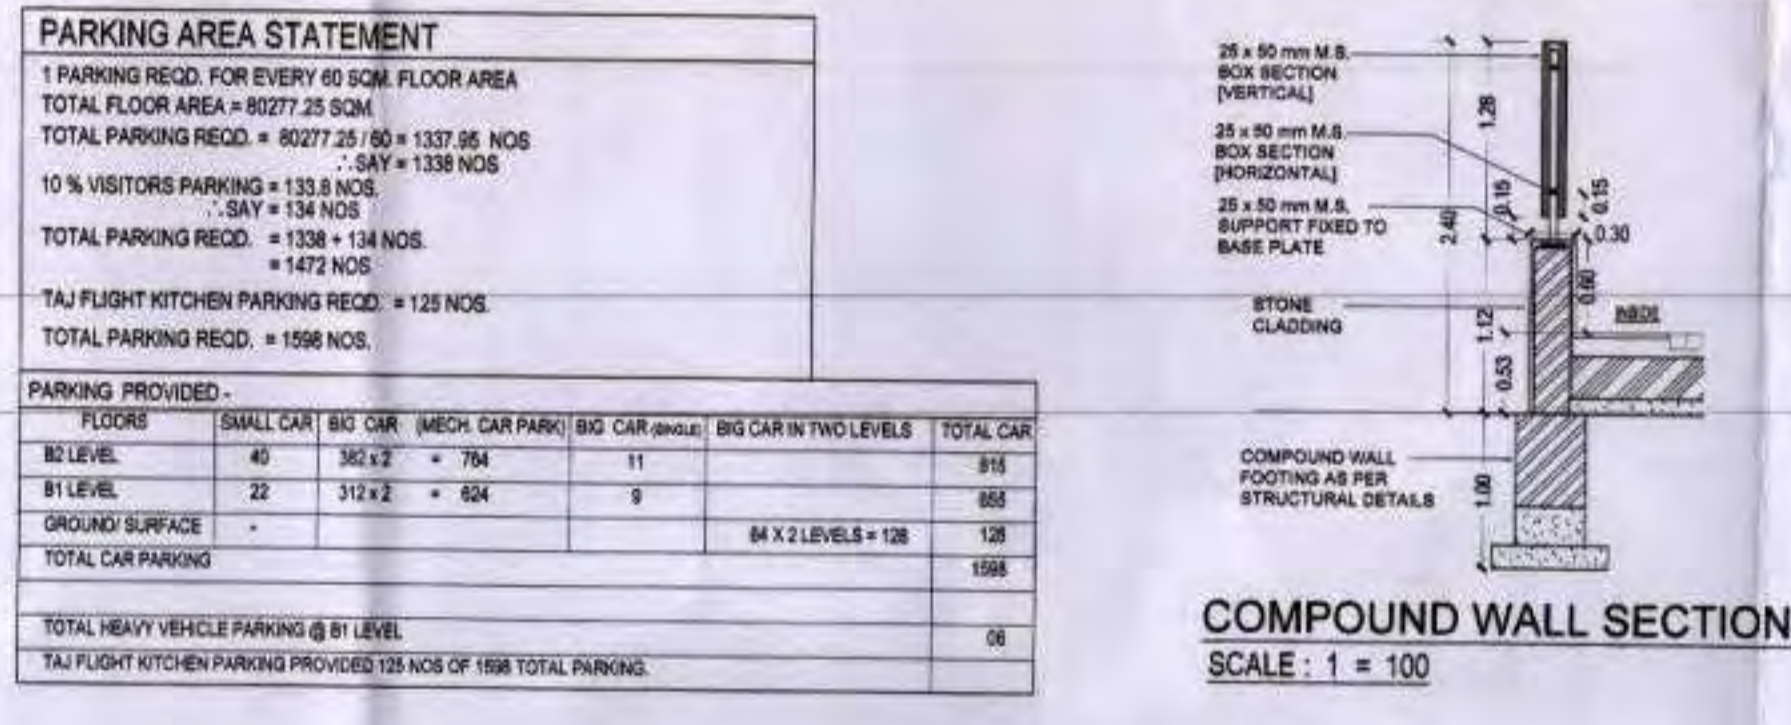 PARKING AREA STATEMENT
1 PARKING REQD. FOR EVERY 60 SQM. FLOOR AREA
TOTAL FLOOR AREA = 80277.25 SQM.
TOTAL PARKING REQD. = 80277.25 / 60 = 1337.95 NOS
∴ SAY = 1338 NOS
10 % VISITORS PARKING = 133.8 NOS.
∴ SAY = 134 NOS
TOTAL PARKING REQD. = 1338 + 134 NOS.
= 1472 NOS
TAJ FLIGHT KITCHEN PARKING REQD. = 125 NOS.
TOTAL PARKING REQD. = 1598 NOS.
PARKING PROVIDED -
FLOORS SMALL CAR BIG CAR (MECH. CAR PARK) BIG CAR (SINGLE) BIG CAR IN TWO LEVELS TOTAL CAR
B2 LEVEL 40 382 x 2 = 764 11 815
B1 LEVEL 22 312 x 2 = 624 9 655
GROUND/ SURFACE - 64 X 2 LEVELS = 128 128
TOTAL CAR PARKING 1598
TOTAL HEAVY VEHICLE PARKING @ B1 LEVEL 06
TAJ FLIGHT KITCHEN PARKING PROVIDED 125 NOS OF 1598 TOTAL PARKING.
25 x 50 mm M.S.
BOX SECTION
[VERTICAL]
25 x 50 mm M.S.
BOX SECTION
[HORIZONTAL]
25 x 50 mm M.S.
SUPPORT FIXED TO
BASE PLATE
STONE
CLADDING
COMPOUND WALL
FOOTING AS PER
STRUCTURAL DETAILS
2.40
1.28
0.15
0.15
0.30
0.60
INSIDE
1.12
0.53
1.00
COMPOUND WALL SECTION
SCALE : 1 = 100